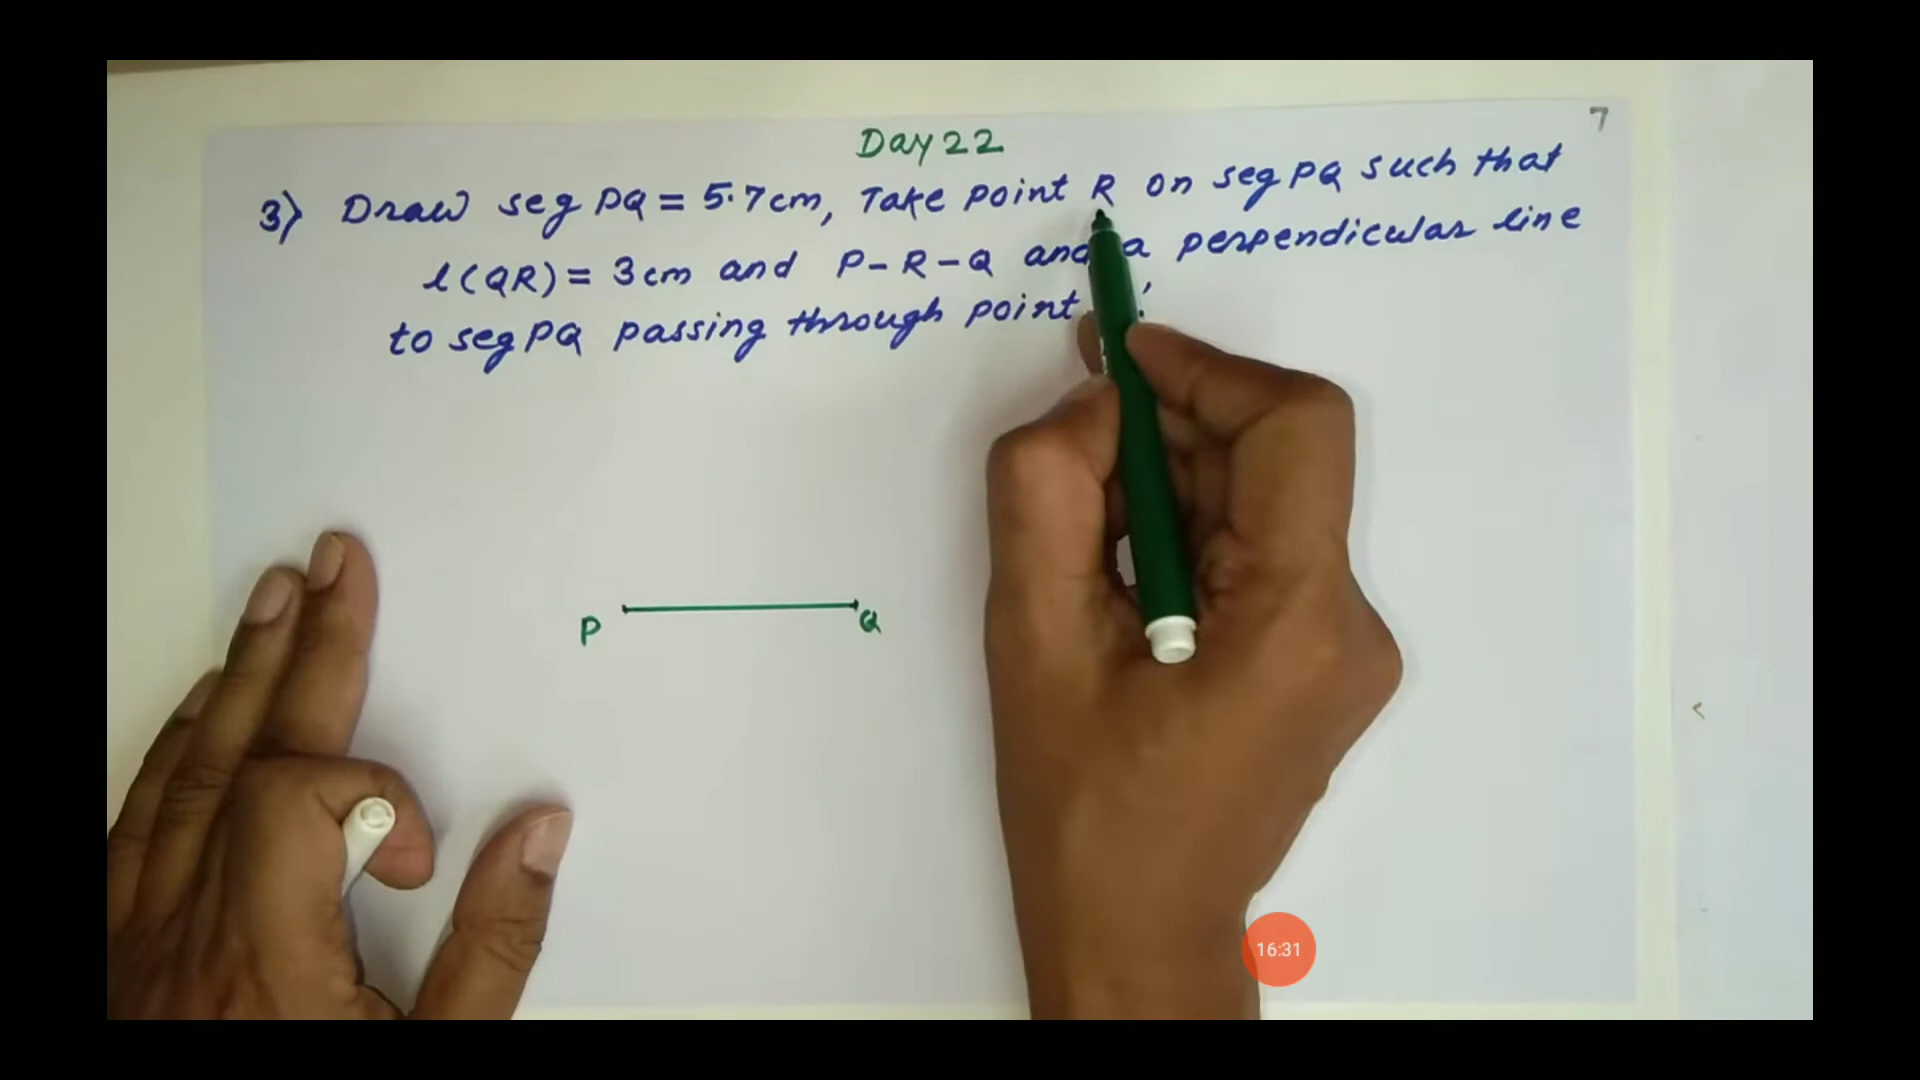 Day 22
7
3) Draw seg PQ = 5.7cm, Take point R on seg PQ such that
l(QR) = 3cm and P-R-Q and a perpendicular line
to seg PQ passing through point
P
Q
16:31